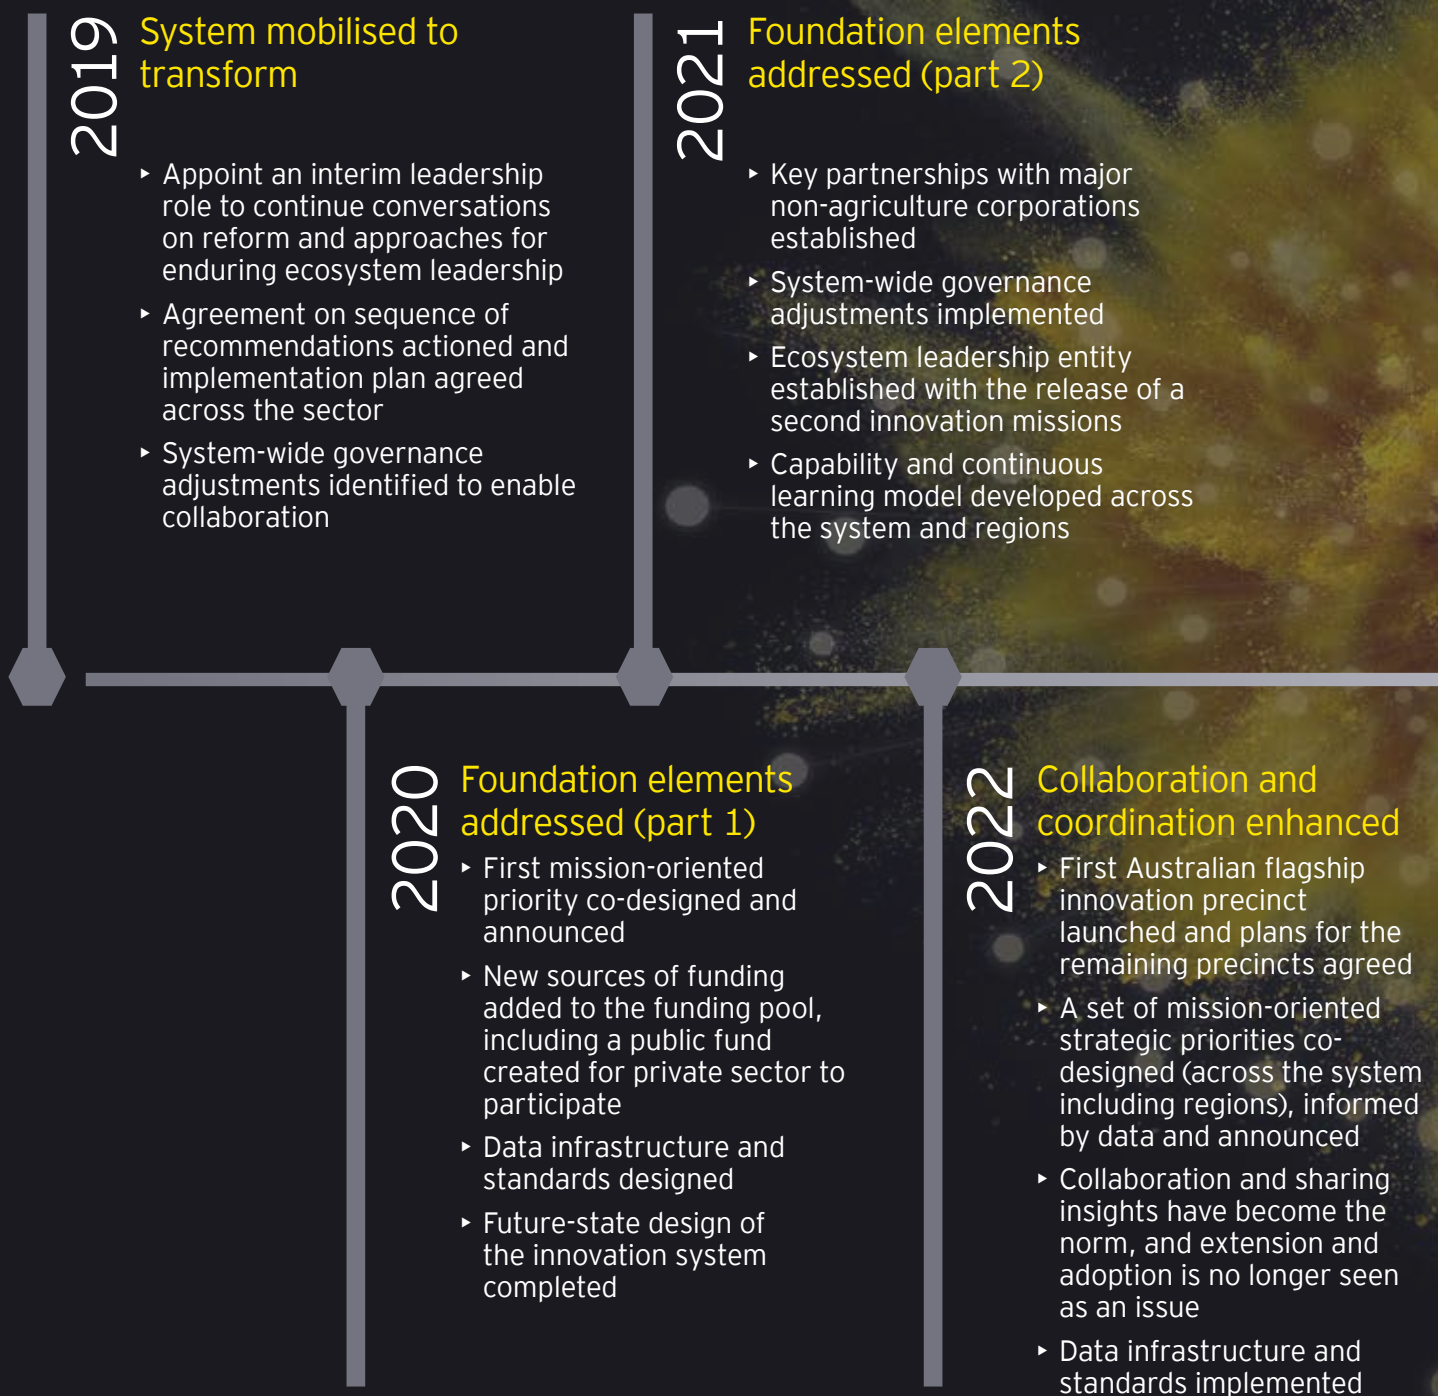 2019
System mobilised to
transform
‣ Appoint an interim leadership
role to continue conversations
on reform and approaches for
enduring ecosystem leadership
‣ Agreement on sequence of
recommendations actioned and
implementation plan agreed
across the sector
‣ System-wide governance
adjustments identified to enable
collaboration
2020
Foundation elements
addressed (part 1)
‣ First mission-oriented
priority co-designed and
announced
‣ New sources of funding
added to the funding pool,
including a public fund
created for private sector to
participate
‣ Data infrastructure and
standards designed
‣ Future-state design of
the innovation system
completed
2021
Foundation elements
addressed (part 2)
‣ Key partnerships with major
non-agriculture corporations
established
‣ System-wide governance
adjustments implemented
‣ Ecosystem leadership entity
established with the release of a
second innovation missions
‣ Capability and continuous
learning model developed across
the system and regions
2022
Collaboration and
coordination enhanced
‣ First Australian flagship
innovation precinct
launched and plans for the
remaining precincts agreed
‣ A set of mission-oriented
strategic priorities co-
designed (across the system
including regions), informed
by data and announced
‣ Collaboration and sharing
insights have become the
norm, and extension and
adoption is no longer seen
as an issue
‣ Data infrastructure and
standards implemented